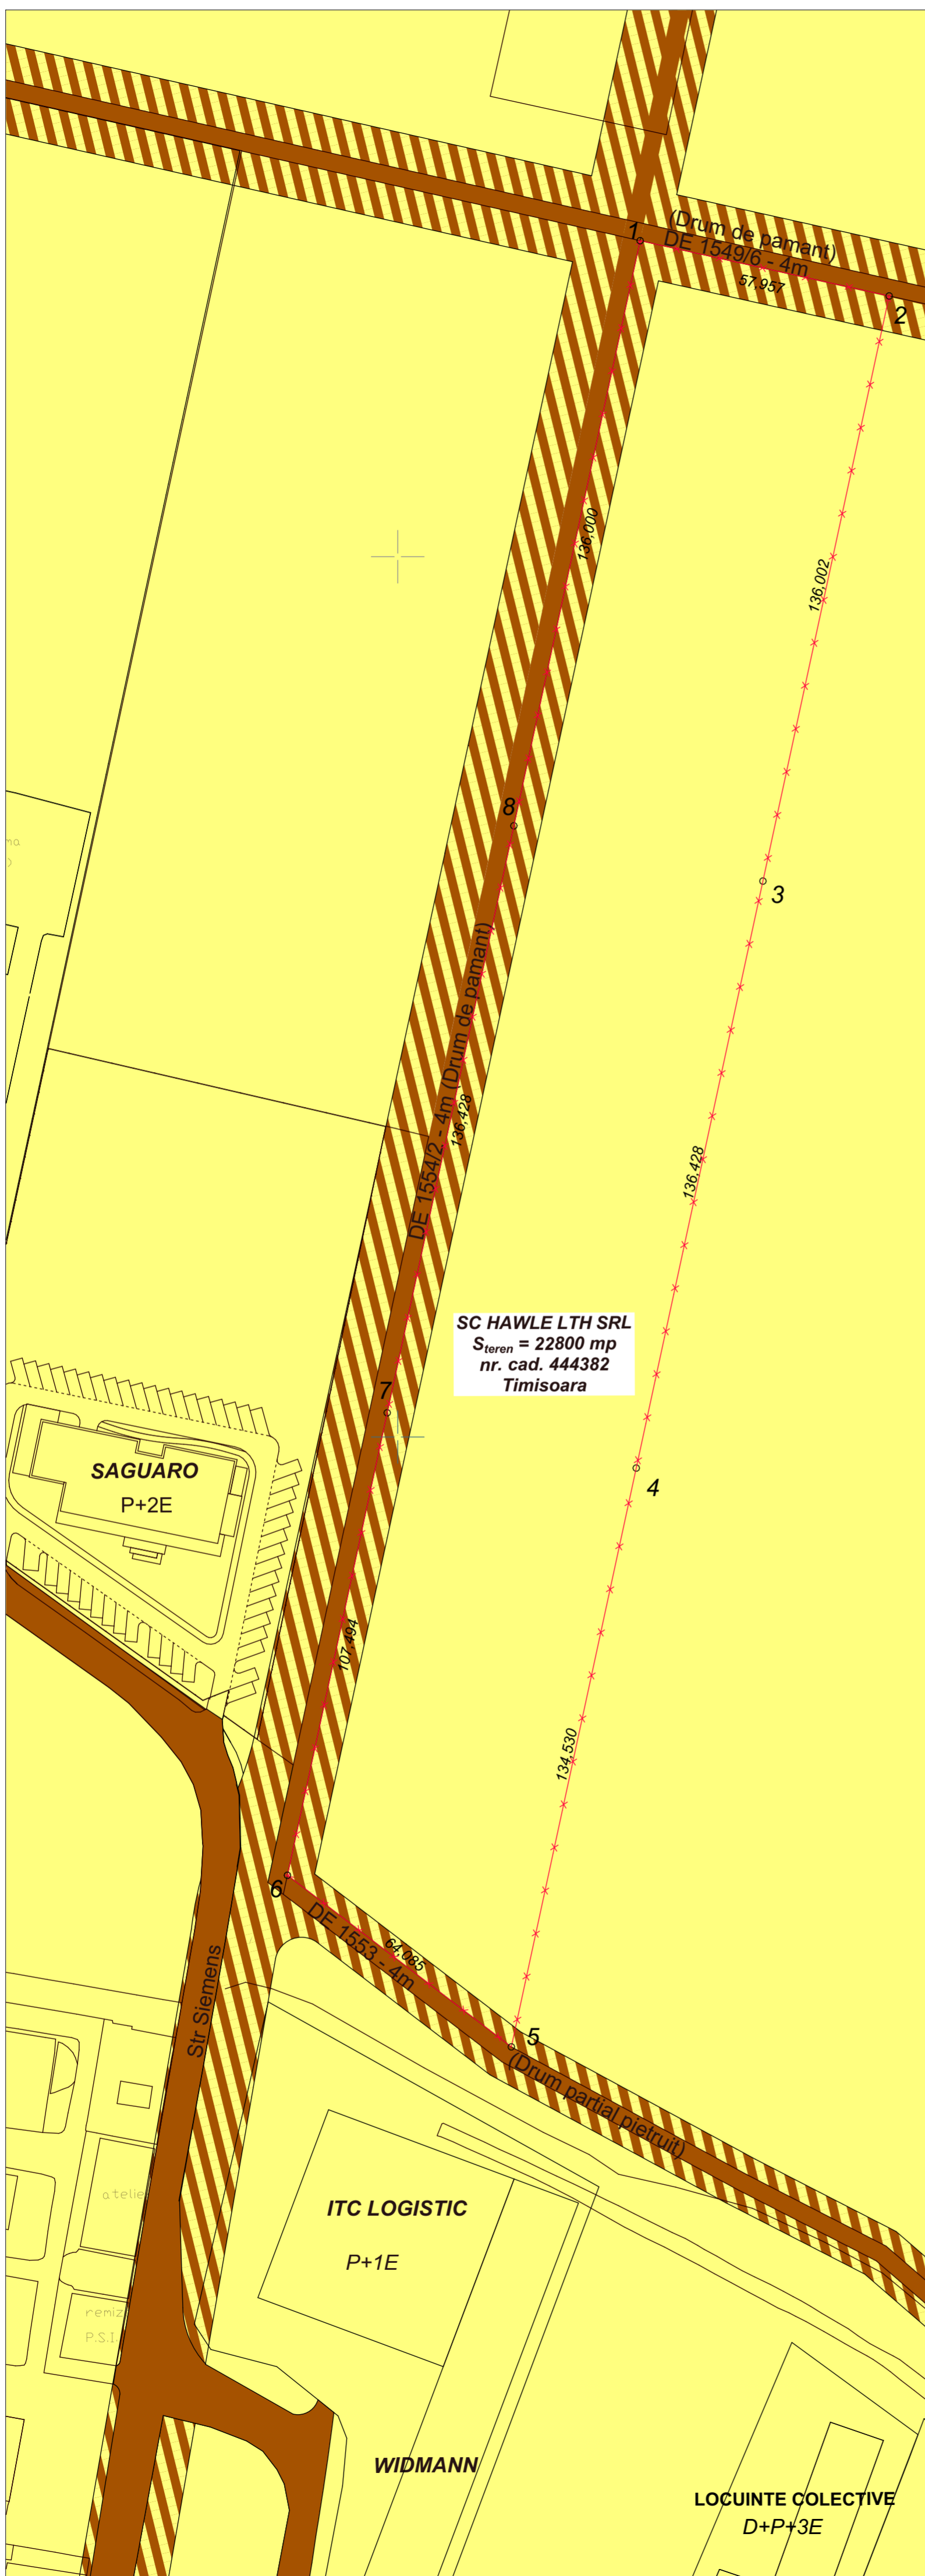 (Drum de pamant)
1
DE 1549/6 - 4m
57,957
2
136,000
136,002
8
3
DE 1554/2 - 4m (Drum de pamant)
136,428
136,428
SC HAWLE LTH SRL
Steren = 22800 mp
nr. cad. 444382
Timisoara
7
SAGUARO
P+2E
4
107,494
134,530
6
DE 1553 - 4m
64,085
Str Siemens
5
(Drum partial pietruit)
ITC LOGISTIC
P+1E
P.S.I.
WIDMANN
LOCUINTE COLECTIVE
D+P+3E